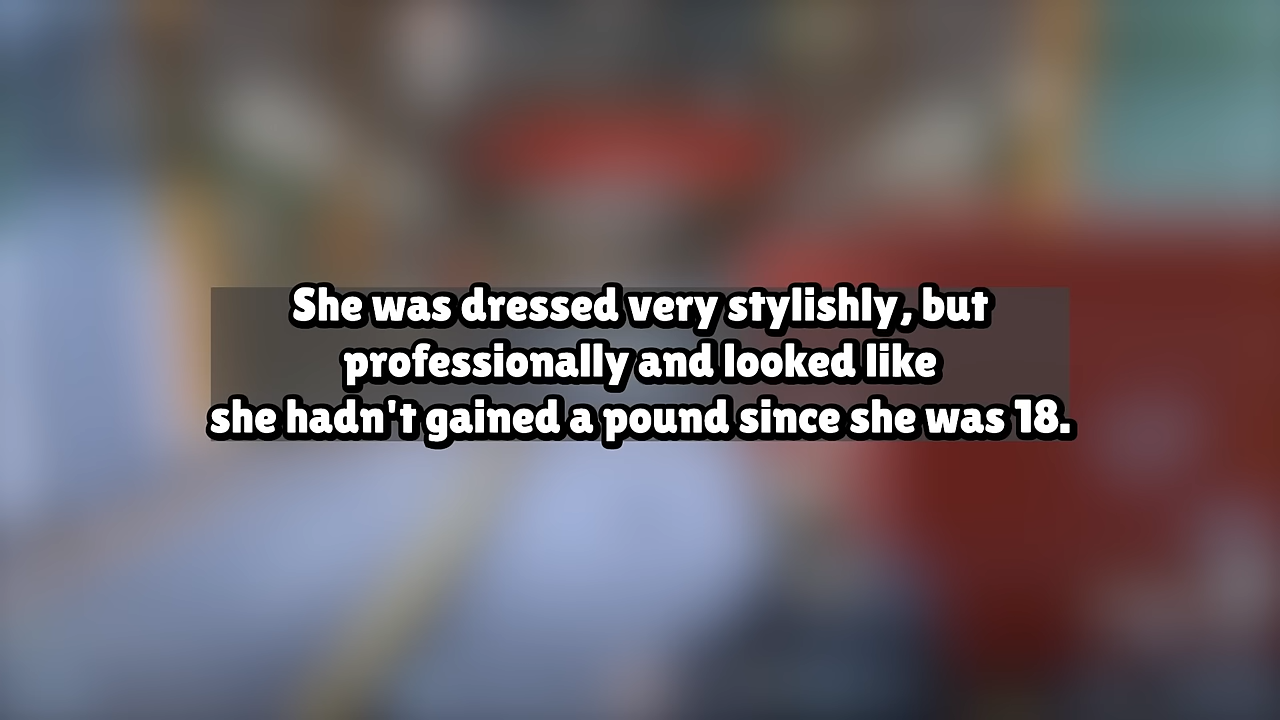 She was dressed very stylishly, but
professionally and looked like
she hadn't gained a pound since she was 18.